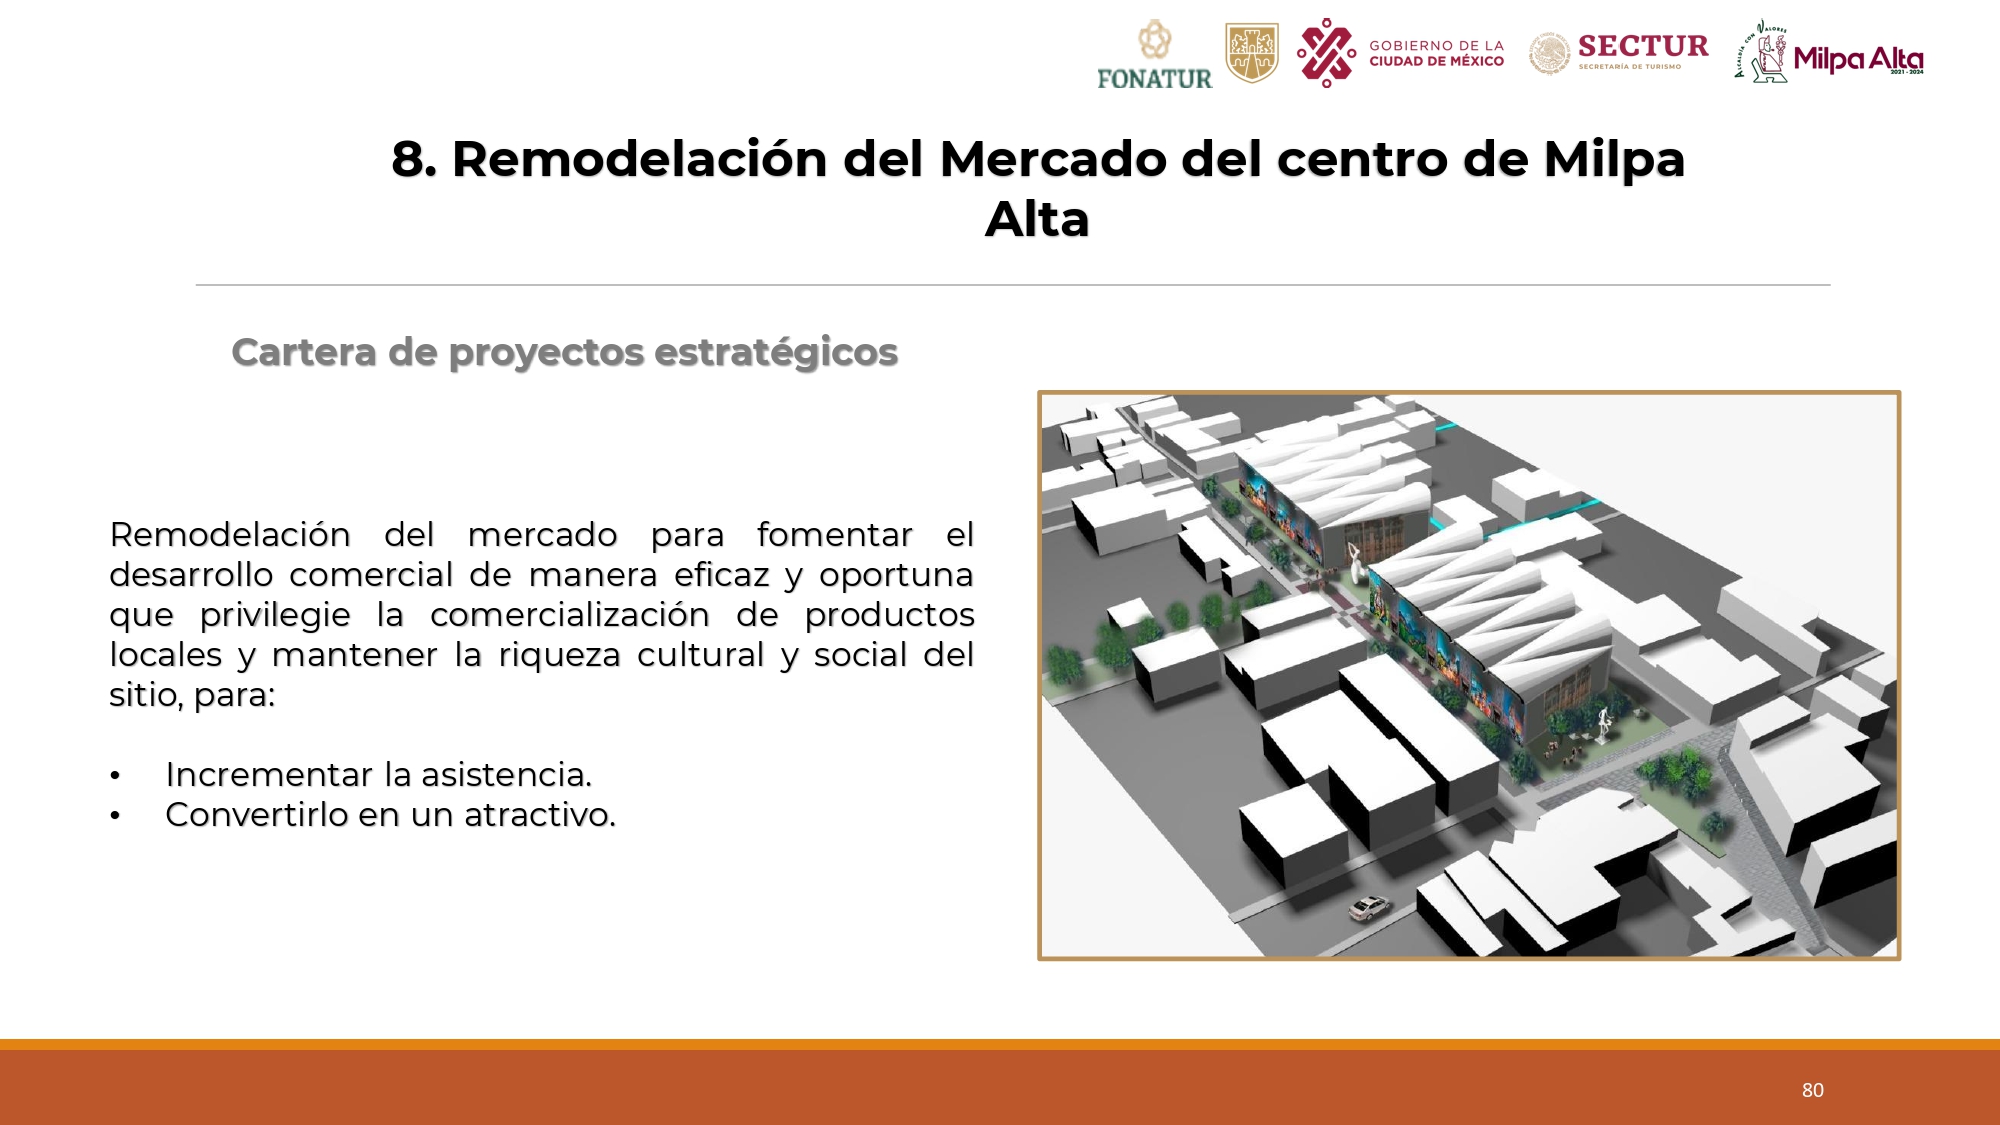 FONATUR
GOBIERNO DE LA
CIUDAD DE MÉXICO
SECTUR
SECRETARÍA DE TURISMO
ALCALDÍA CON VALORES
Milpa Alta
2021 - 2024
8. Remodelación del Mercado del centro de Milpa
Alta
Cartera de proyectos estratégicos
Remodelación del mercado para fomentar el
desarrollo comercial de manera eficaz y oportuna
que privilegie la comercialización de productos
locales y mantener la riqueza cultural y social del
sitio, para:
• Incrementar la asistencia.
• Convertirlo en un atractivo.
80